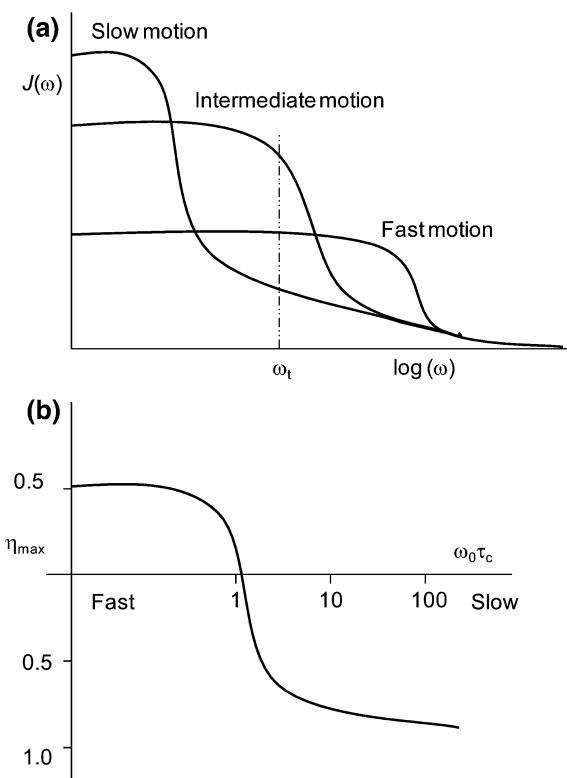 (a)
Slow motion
J(ω)
Intermediate motion
Fast motion
ωt
log (ω)
(b)
0.5
ηmax
ω0τc
Fast
1
10
100
Slow
0.5
1.0